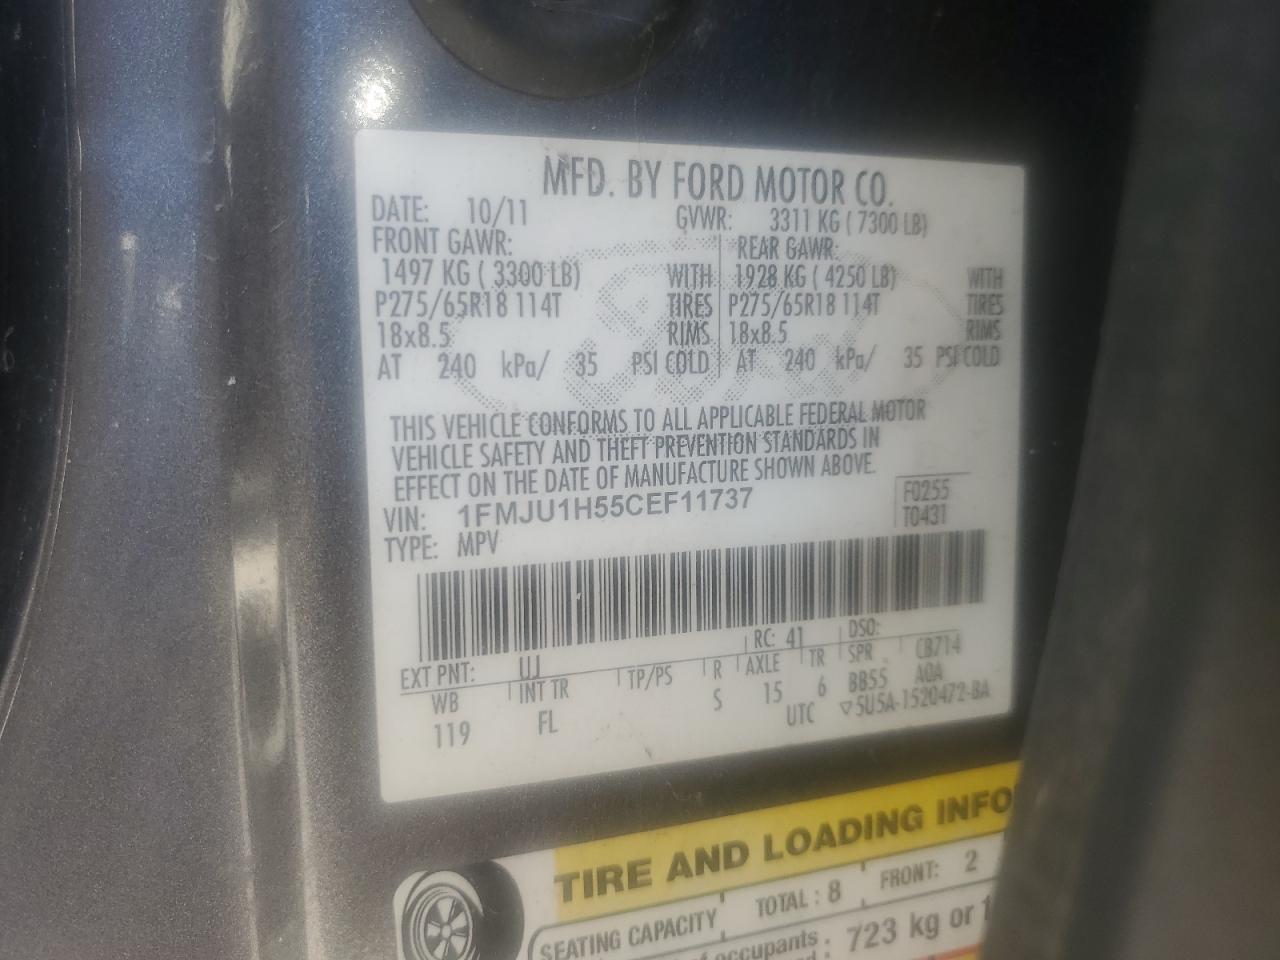 MFD. BY FORD MOTOR CO.
DATE: 10/11 GVWR: 3311 KG ( 7300 LB)
FRONT GAWR: REAR GAWR:
1497 KG ( 3300 LB) WITH 1928 KG ( 4250 LB) WITH
P275/65R18 114T TIRES P275/65R18 114T TIRES
18x8.5 RIMS 18x8.5 RIMS
AT 240 kPa/ 35 PSI COLD AT 240 kPa/ 35 PSI COLD
THIS VEHICLE CONFORMS TO ALL APPLICABLE FEDERAL MOTOR
VEHICLE SAFETY AND THEFT PREVENTION STANDARDS IN
EFFECT ON THE DATE OF MANUFACTURE SHOWN ABOVE.
VIN: 1FMJU1H55CEF11737 F0255
TYPE: MPV T0431
EXT PNT: UJ RC: 41 DSO:
WB INT TR TP/PS R AXLE TR SPR CB714
119 FL S 15 6 BB55 AQA
UTC ▽5U5A-1520472-BA
TIRE AND LOADING INFO
SEATING CAPACITY TOTAL : 8 FRONT: 2
occupants 723 kg or 1